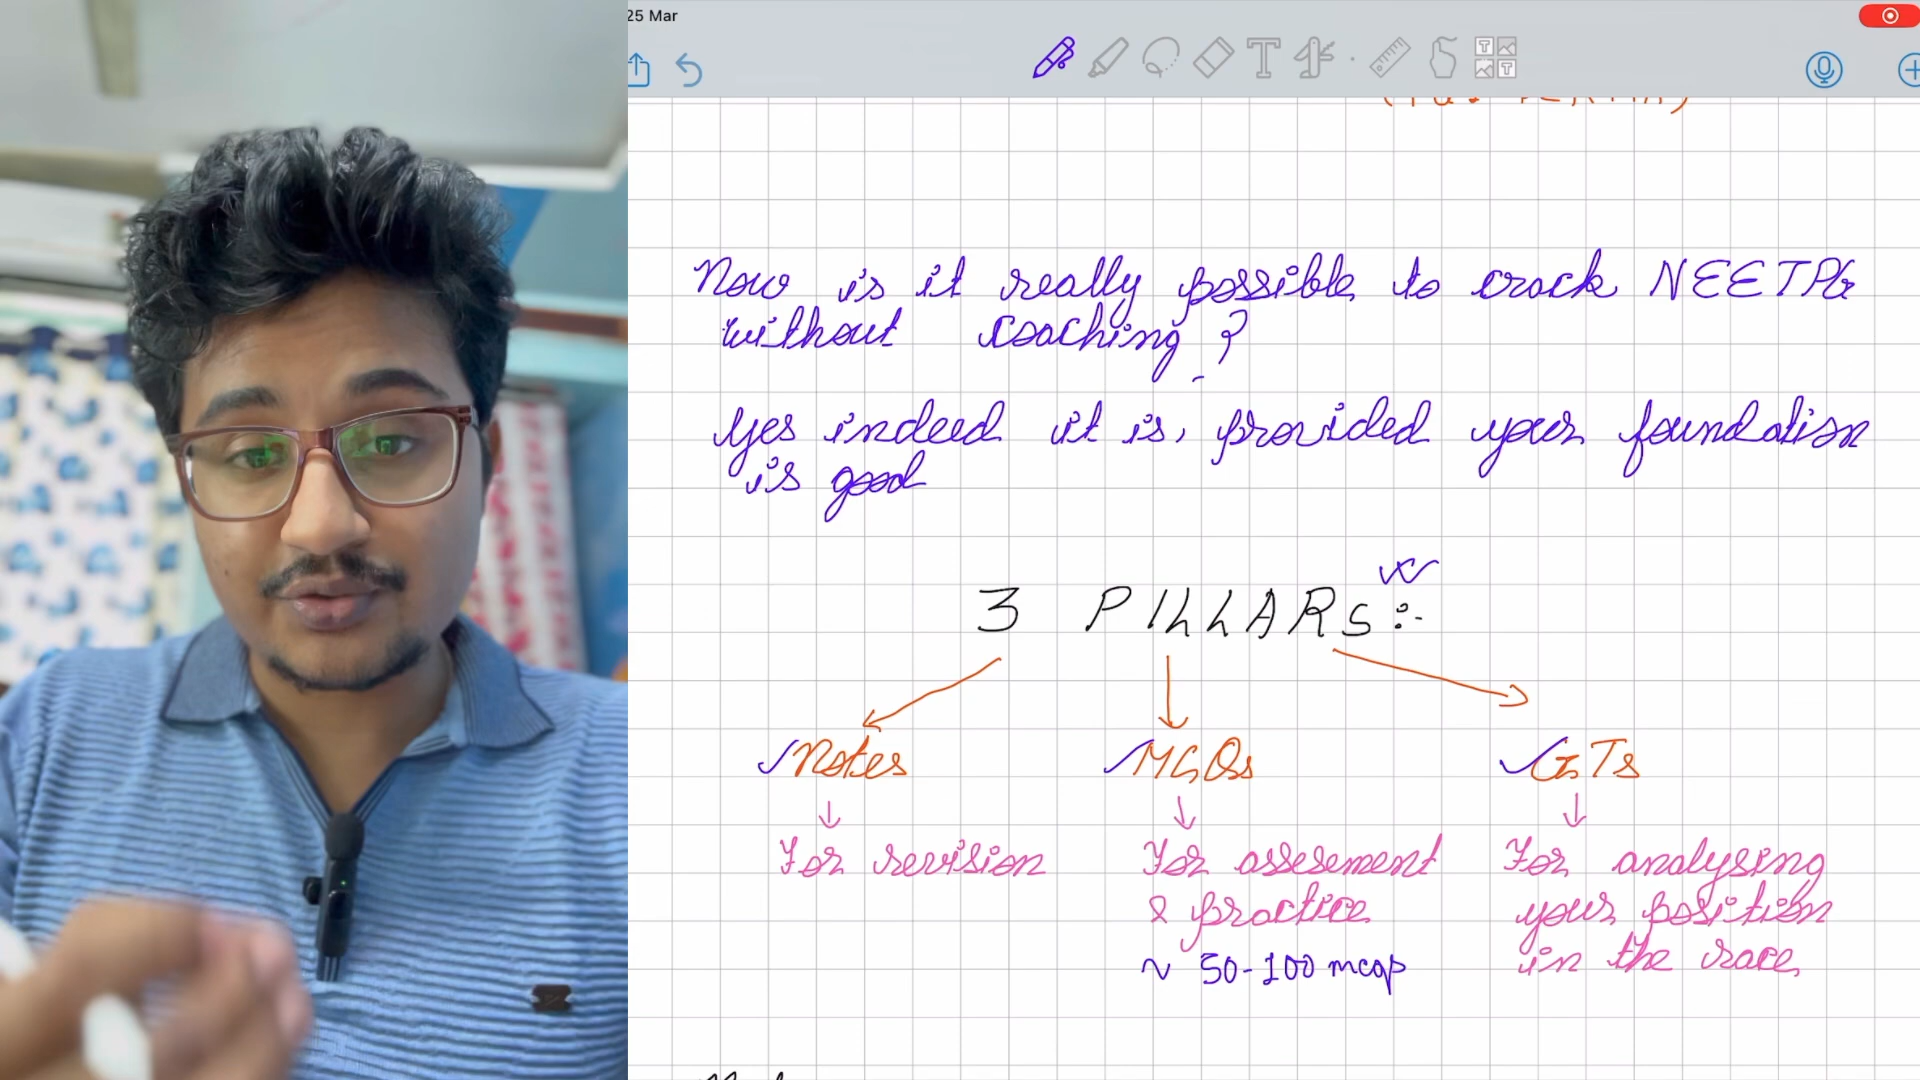 25 Mar
Now is it really possible to crack NEETPG
without coaching ?
Yes indeed it is, provided your foundation
is good
3 PILLARS :-
Notes
MCQs
GTs
For revision
For assesement
& practice
~ 50-100 mcqs
For analysing
your position
in the race